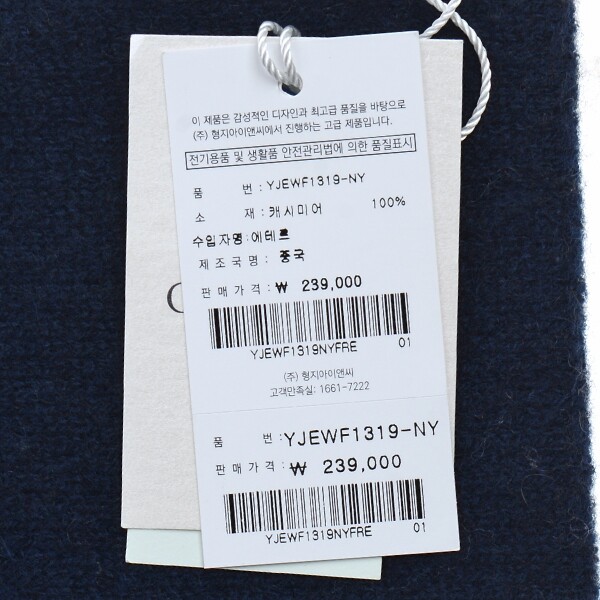 이 제품은 감성적인 디자인과 최고급 품질을 바탕으로
(주) 형지아이앤씨에서 진행하는 고급 제품입니다.
전기용품 및 생활품 안전관리법에 의한 품질표시
품 번 : YJEWF1319-NY
소 재 : 캐시미어 100%
수입자명 : 에테르
제조국명 : 중국
판매가격 : ₩ 239,000
YJEWF1319NYFRE 01
(주) 형지아이앤씨
고객만족실: 1661-7222
품 번 : YJEWF1319-NY
판매가격 : ₩ 239,000
YJEWF1319NYFRE 01